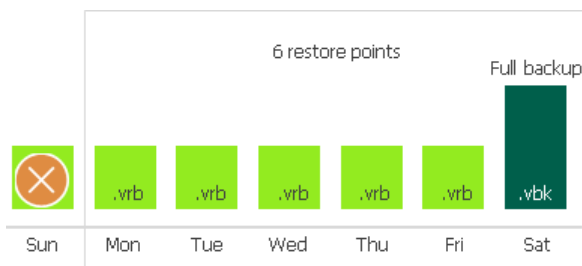 6 restore points
Full backup
.vrb .vrb .vrb .vrb .vrb .vbk
Sun Mon Tue Wed Thu Fri Sat